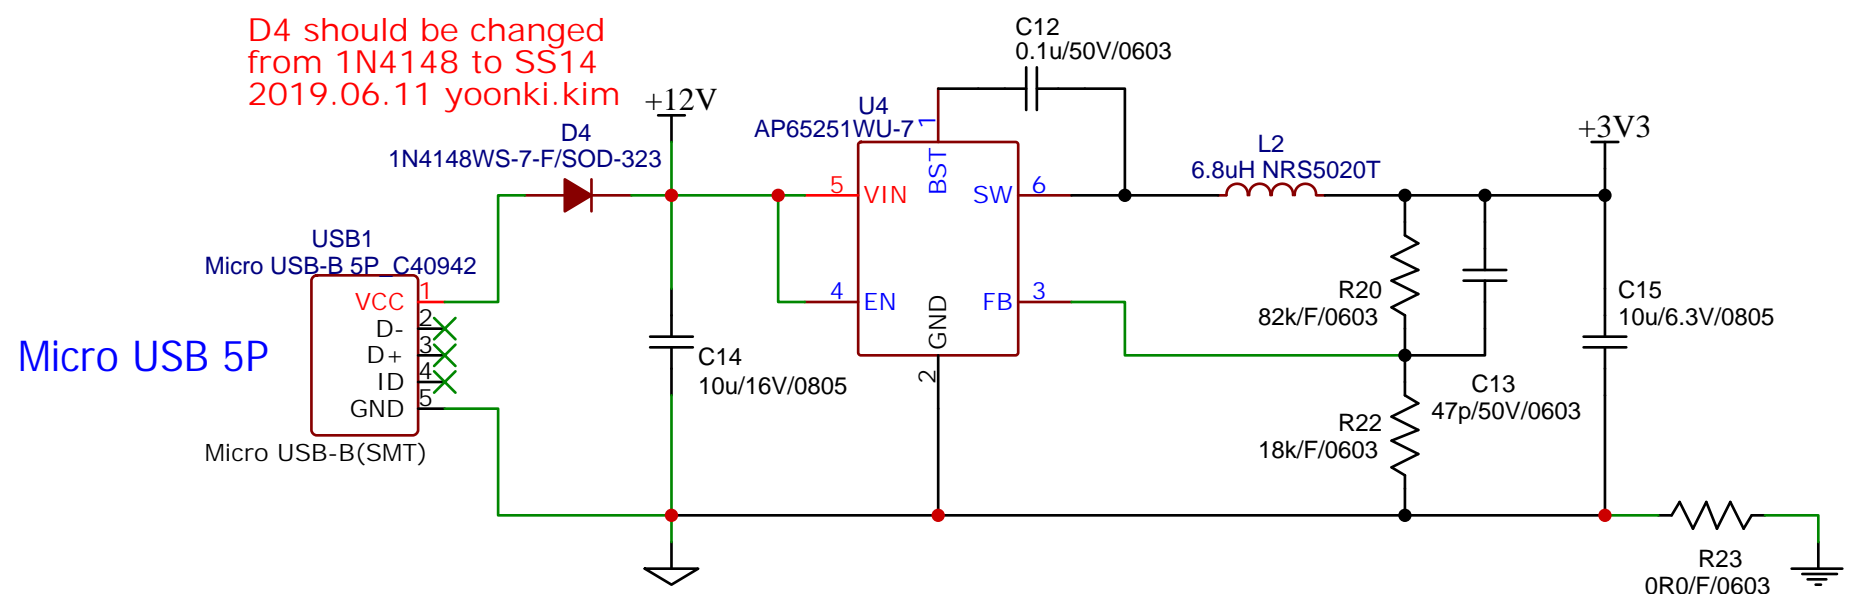 D4 should be changed
from 1N4148 to SS14
2019.06.11 yoonki.kim
+12V
D4
1N4148WS-7-F/SOD-323
C12
0.1u/50V/0603
U4
AP65251WU-7
1
BST
5
VIN
SW
6
4
EN
FB
3
GND
2
L2
6.8uH NRS5020T
+3V3
USB1
Micro USB-B 5P_C40942
VCC
1
D-
2
D+
3
ID
4
GND
5
Micro USB-B(SMT)
Micro USB 5P
C14
10u/16V/0805
R20
82k/F/0603
C15
10u/6.3V/0805
C13
47p/50V/0603
R22
18k/F/0603
R23
0R0/F/0603